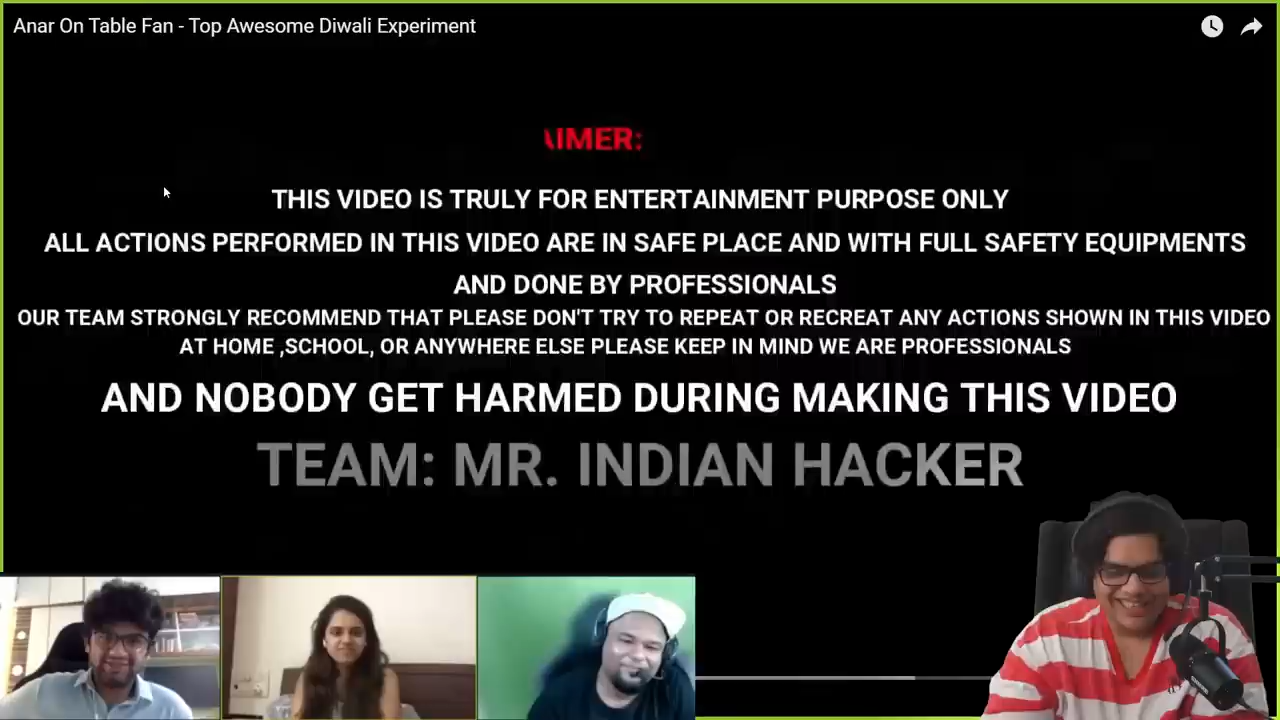 Anar On Table Fan - Top Awesome Diwali Experiment
AIMER:
THIS VIDEO IS TRULY FOR ENTERTAINMENT PURPOSE ONLY
ALL ACTIONS PERFORMED IN THIS VIDEO ARE IN SAFE PLACE AND WITH FULL SAFETY EQUIPMENTS
AND DONE BY PROFESSIONALS
OUR TEAM STRONGLY RECOMMEND THAT PLEASE DON'T TRY TO REPEAT OR RECREAT ANY ACTIONS SHOWN IN THIS VIDEO
AT HOME ,SCHOOL, OR ANYWHERE ELSE PLEASE KEEP IN MIND WE ARE PROFESSIONALS
AND NOBODY GET HARMED DURING MAKING THIS VIDEO
TEAM: MR. INDIAN HACKER